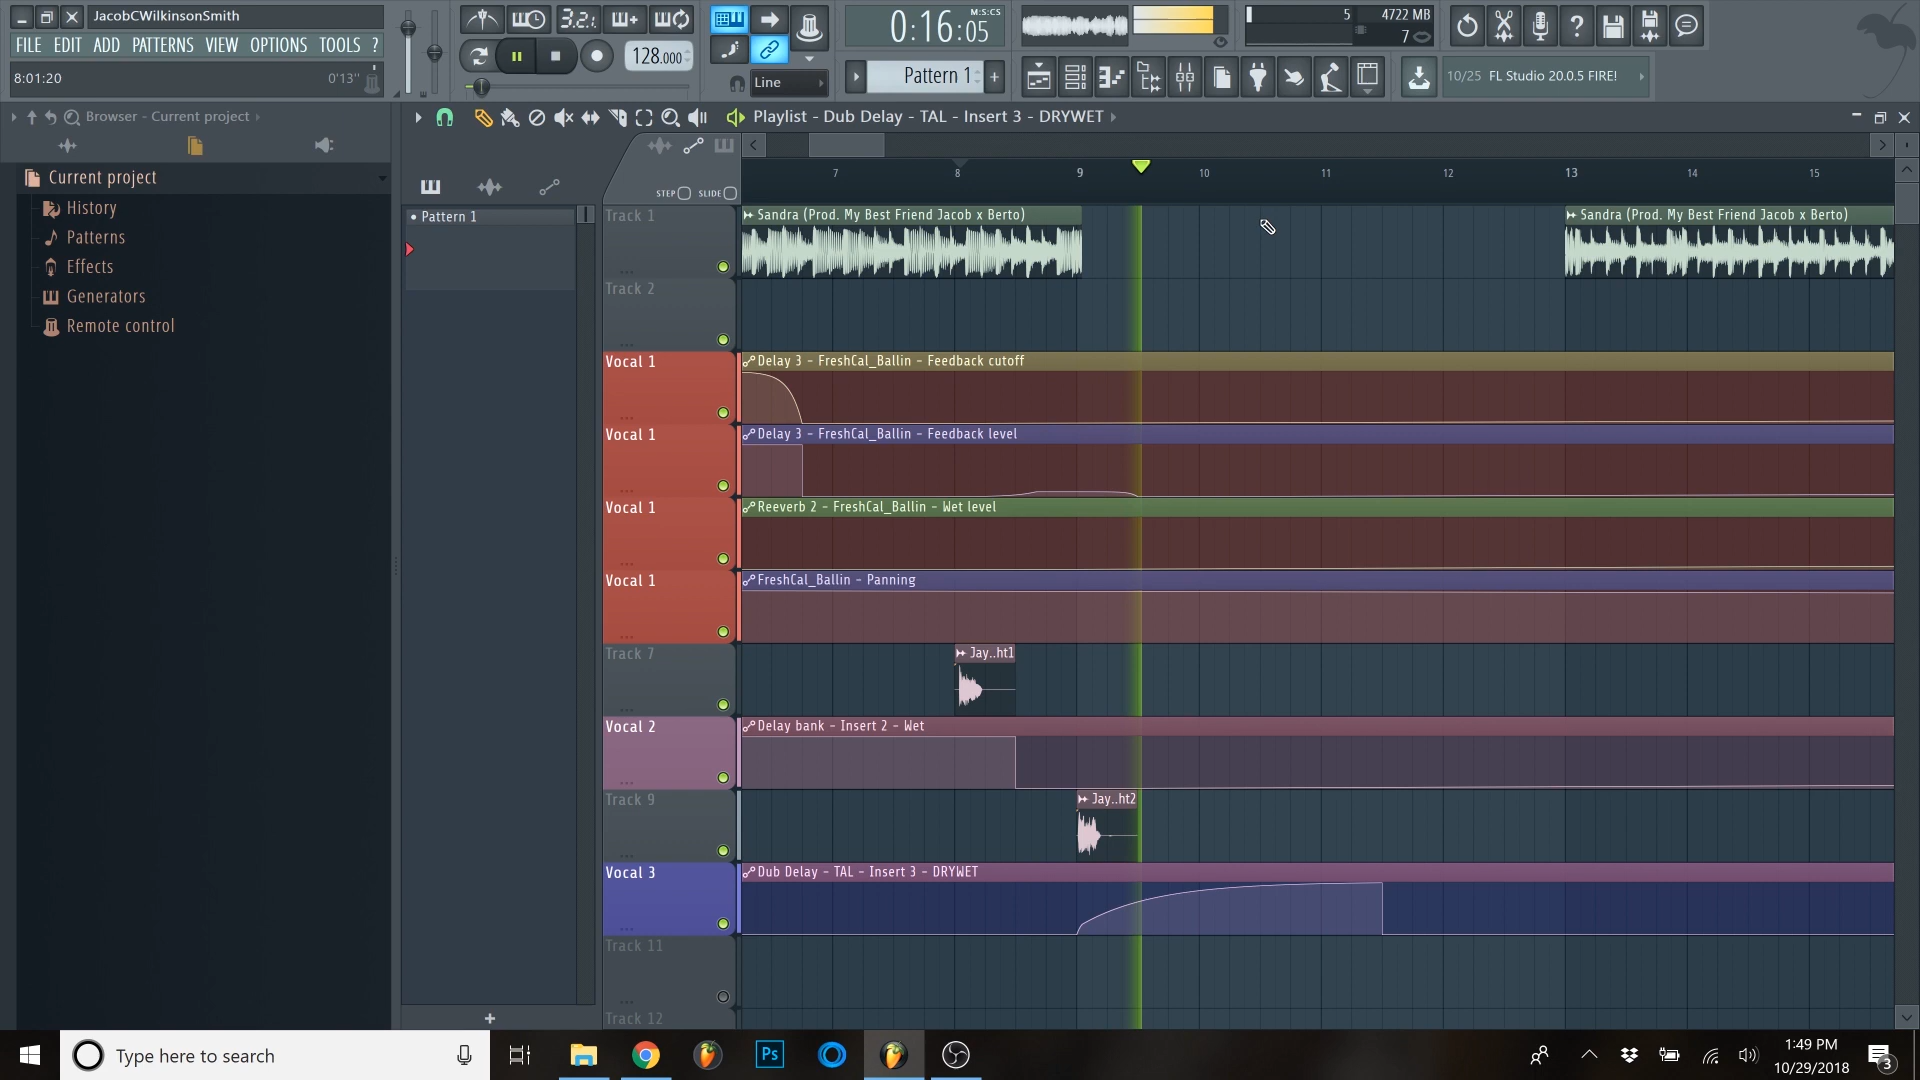 JacobCWilkinsonSmith
FILE EDIT ADD PATTERNS VIEW OPTIONS TOOLS ?
8:01:20 0'13"
3.2.
128.000
Line
0:16:05 M:S:CS
Pattern 1
5 4722 MB
7
10/25 FL Studio 20.0.5 FIRE!
Browser - Current project
Current project
History
Patterns
Effects
Generators
Remote control
Pattern 1
Playlist - Dub Delay - TAL - Insert 3 - DRYWET
STEP SLIDE
7 8 9 10 11 12 13 14 15
Track 1
Sandra (Prod. My Best Friend Jacob x Berto)
Sandra (Prod. My Best Friend Jacob x Berto)
Track 2
Vocal 1
Delay 3 - FreshCal_Ballin - Feedback cutoff
Vocal 1
Delay 3 - FreshCal_Ballin - Feedback level
Vocal 1
Reeverb 2 - FreshCal_Ballin - Wet level
Vocal 1
FreshCal_Ballin - Panning
Track 7
Jay..ht1
Vocal 2
Delay bank - Insert 2 - Wet
Track 9
Jay..ht2
Vocal 3
Dub Delay - TAL - Insert 3 - DRYWET
Track 11
Track 12
Type here to search
Ps
1:49 PM
10/29/2018
3